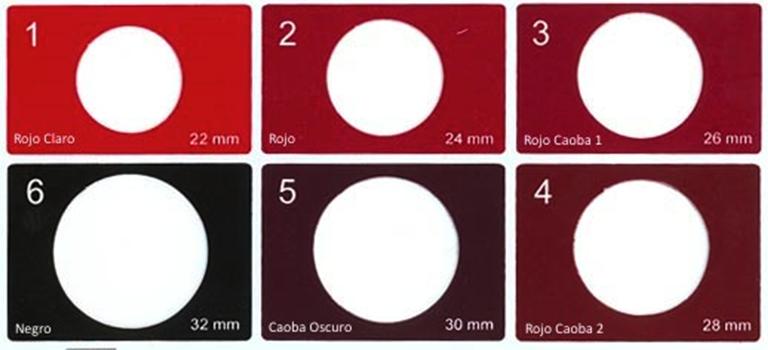 1
Rojo Claro 22 mm
2
Rojo 24 mm
3
Rojo Caoba 1 26 mm
6
Negro 32 mm
5
Caoba Oscuro 30 mm
4
Rojo Caoba 2 28 mm